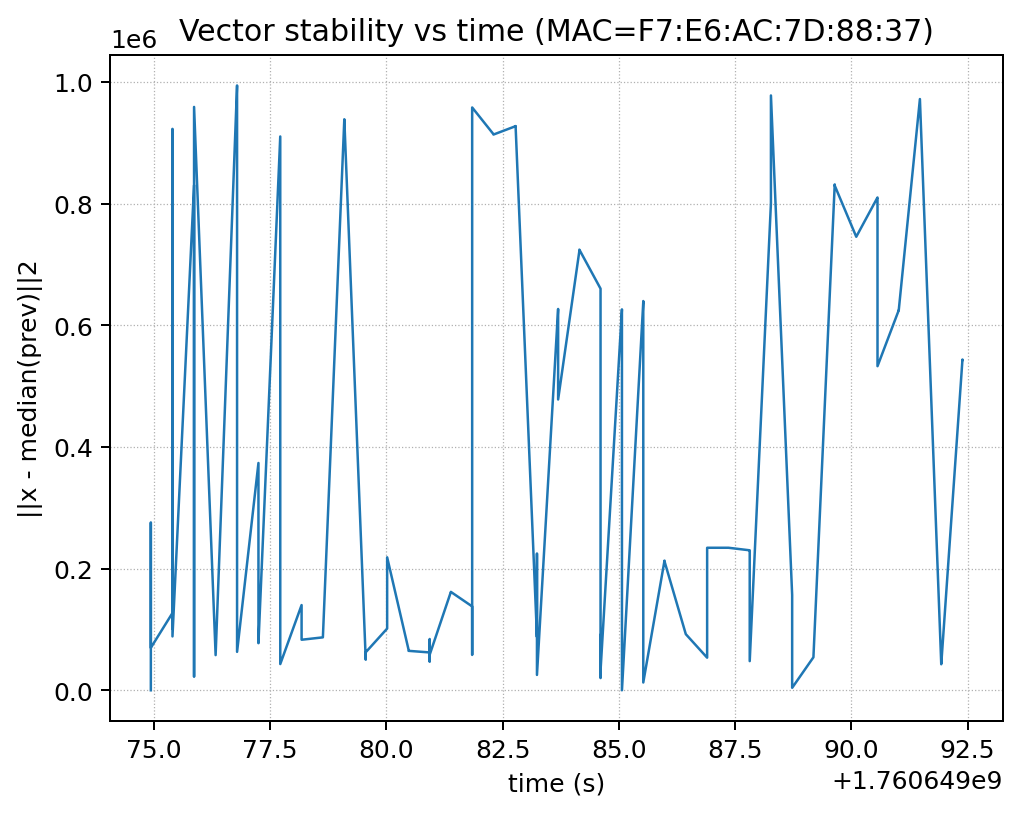 Vector stability vs time (MAC=F7:E6:AC:7D:88:37)
1e6
1.0
0.8
0.6
0.4
0.2
0.0
||x - median(prev)||2
75.0 77.5 80.0 82.5 85.0 87.5 90.0 92.5
time (s)
+1.760649e9